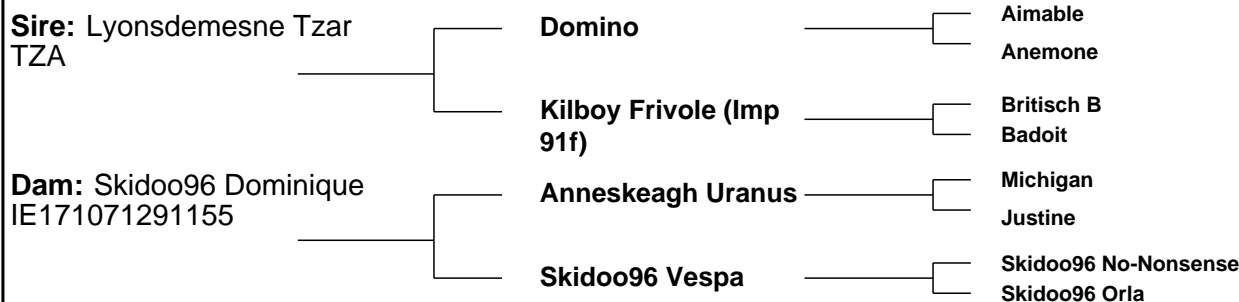 Sire: Lyonsdemesne Tzar
TZA
Domino
Aimable
Anemone
Kilboy Frivole (Imp
91f)
Britisch B
Badoit
Dam: Skidoo96 Dominique
IE171071291155
Anneskeagh Uranus
Michigan
Justine
Skidoo96 Vespa
Skidoo96 No-Nonsense
Skidoo96 Orla